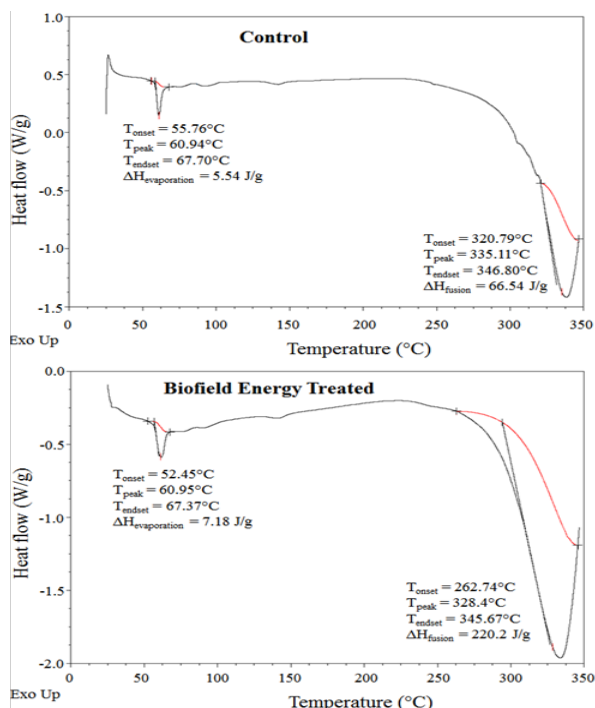 Control
1.0
0.5
0.0
-0.5
-1.0
-1.5
Heat flow (W/g)
Tonset = 55.76°C
Tpeak = 60.94°C
Tendset = 67.70°C
ΔHevaporation = 5.54 J/g
Tonset = 320.79°C
Tpeak = 335.11°C
Tendset = 346.80°C
ΔHfusion = 66.54 J/g
0 50 100 150 200 250 300 350
Exo Up
Temperature (°C)
Biofield Energy Treated
0.0
-0.5
-1.0
-1.5
-2.0
Heat flow (W/g)
Tonset = 52.45°C
Tpeak = 60.95°C
Tendset = 67.37°C
ΔHevaporation = 7.18 J/g
Tonset = 262.74°C
Tpeak = 328.4°C
Tendset = 345.67°C
ΔHfusion = 220.2 J/g
0 50 100 150 200 250 300 350
Exo Up
Temperature (°C)